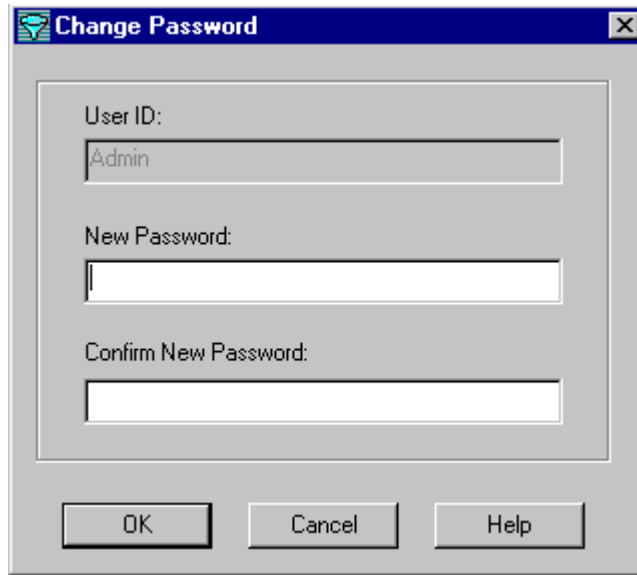 Change Password
User ID:
Admin
New Password:
Confirm New Password:
OK
Cancel
Help